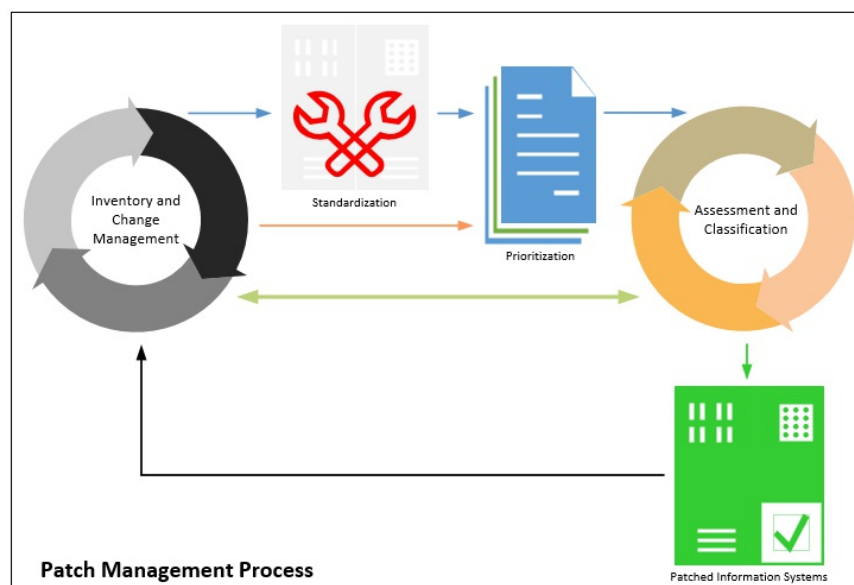 Inventory and
Change
Management
Standardization
Prioritization
Assessment and
Classification
Patched Information Systems
Patch Management Process